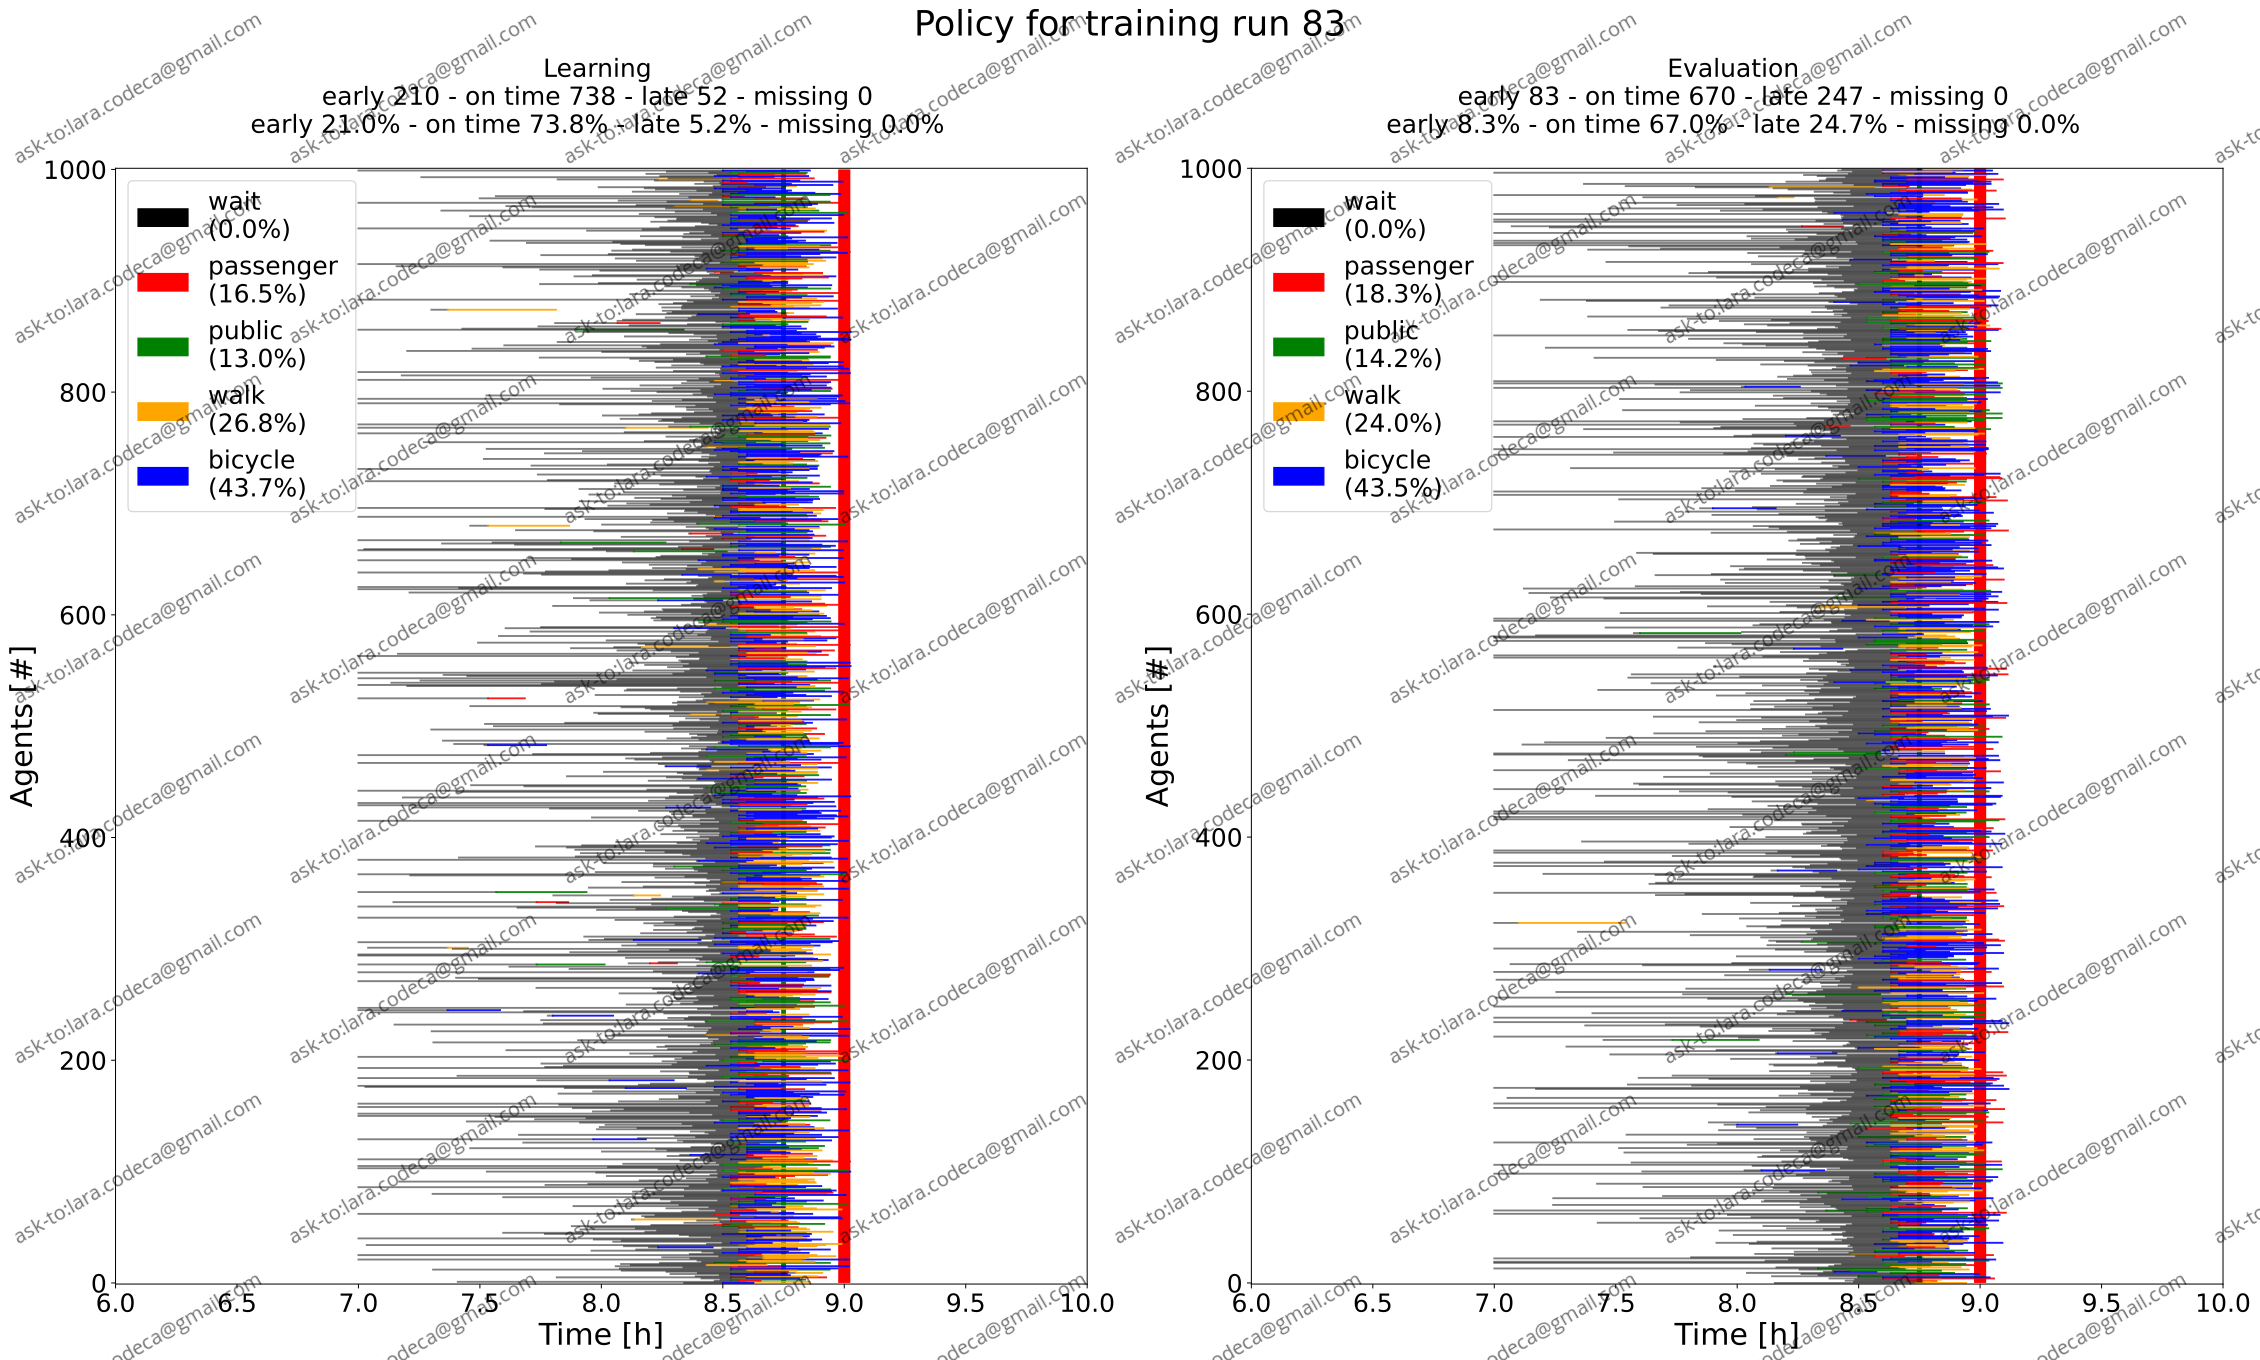 Policy for training run 83
Learning
early 210 - on time 738 - late 52 - missing 0
early 21.0% - on time 73.8% - late 5.2% - missing 0.0%
Evaluation
early 83 - on time 670 - late 247 - missing 0
early 8.3% - on time 67.0% - late 24.7% - missing 0.0%
wait
(0.0%)
passenger
(16.5%)
public
(13.0%)
walk
(26.8%)
bicycle
(43.7%)
1000
800
600
400
200
0
Agents [#]
6.0 6.5 7.0 7.5 8.0 8.5 9.0 9.5 10.0
Time [h]
wait
(0.0%)
passenger
(18.3%)
public
(14.2%)
walk
(24.0%)
bicycle
(43.5%)
1000
800
600
400
200
0
Agents [#]
6.0 6.5 7.0 7.5 8.0 8.5 9.0 9.5 10.0
Time [h]
ask-to:lara.codeca@gmail.com